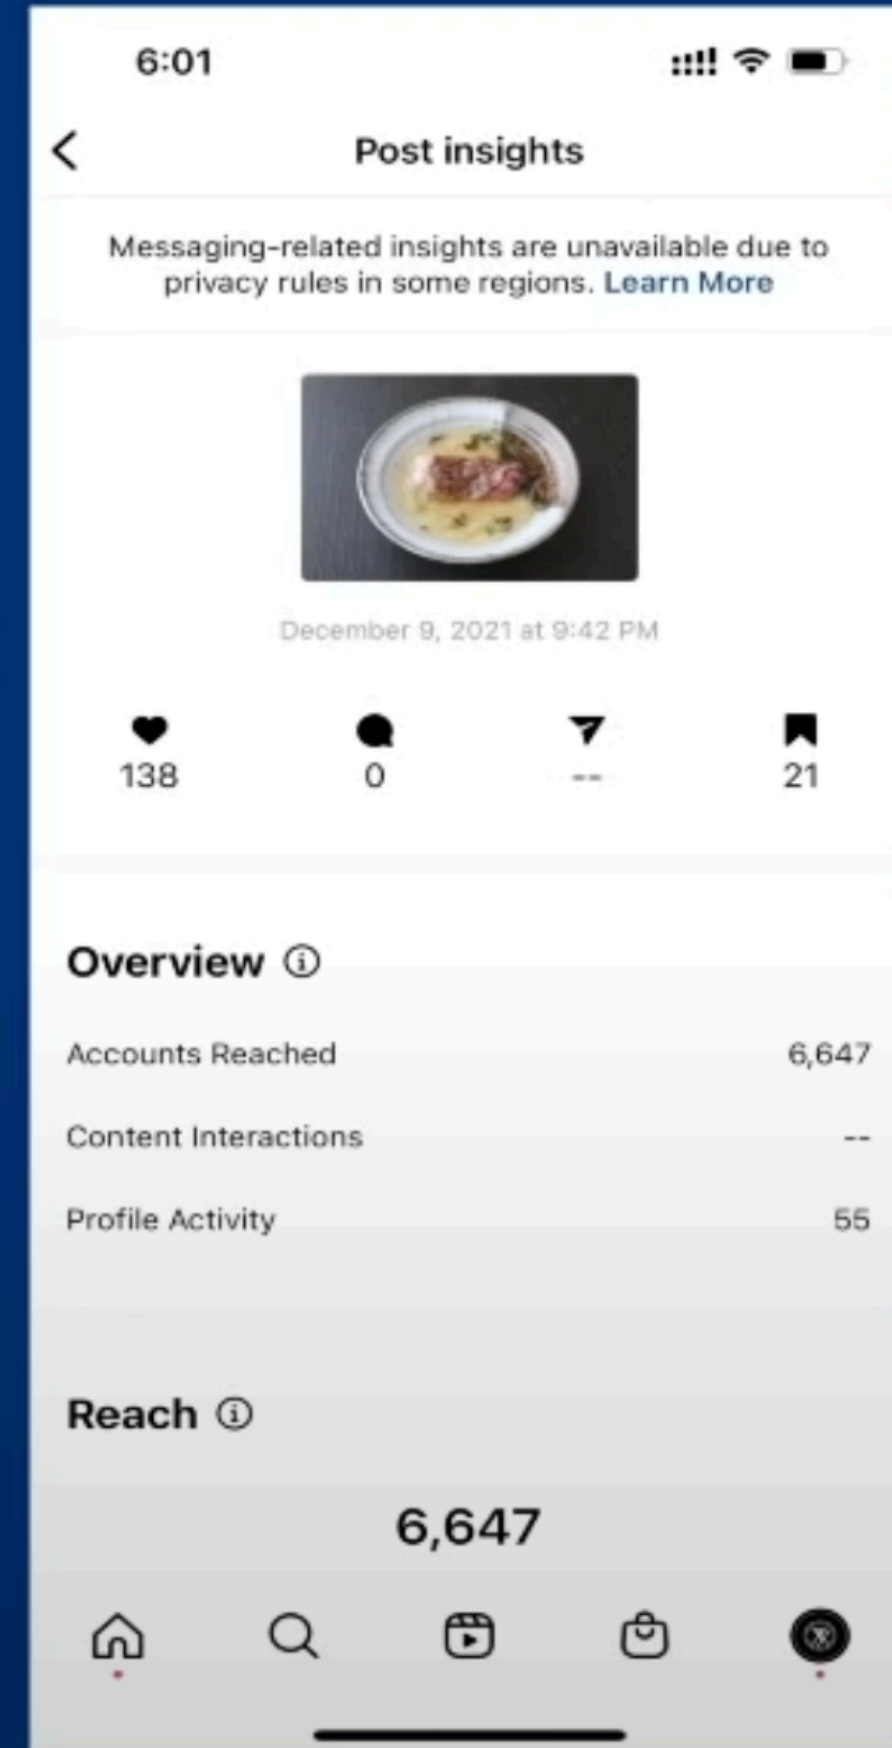 6:01
Post insights
Messaging-related insights are unavailable due to
privacy rules in some regions. Learn More
December 9, 2021 at 9:42 PM
138 0 -- 21
Overview
Accounts Reached 6,647
Content Interactions --
Profile Activity 55
Reach
6,647